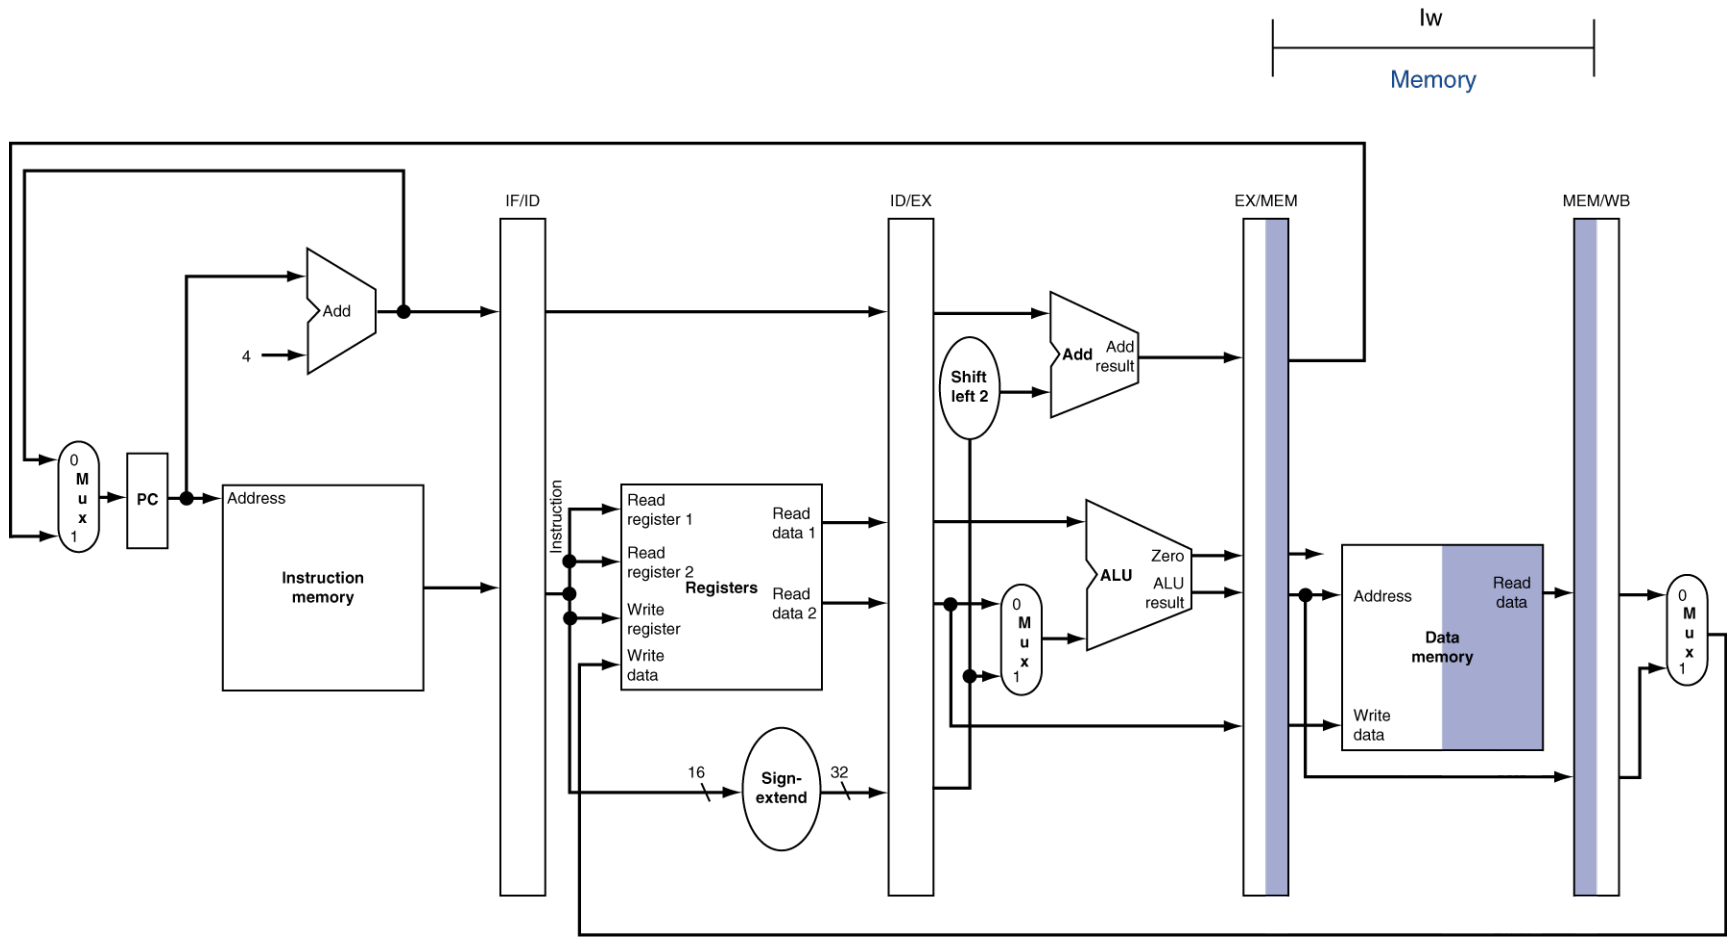 lw
Memory
IF/ID
ID/EX
EX/MEM
MEM/WB
Add
4
Add
Add
result
Shift
left 2
0
M
u
x
1
PC
Address
Instruction
memory
Instruction
Read
register 1
Read
register 2
Write
register
Write
data
Registers
Read
data 1
Read
data 2
16
Sign-
extend
32
0
M
u
x
1
ALU
Zero
ALU
result
Address
Read
data
Data
memory
Write
data
0
M
u
x
1